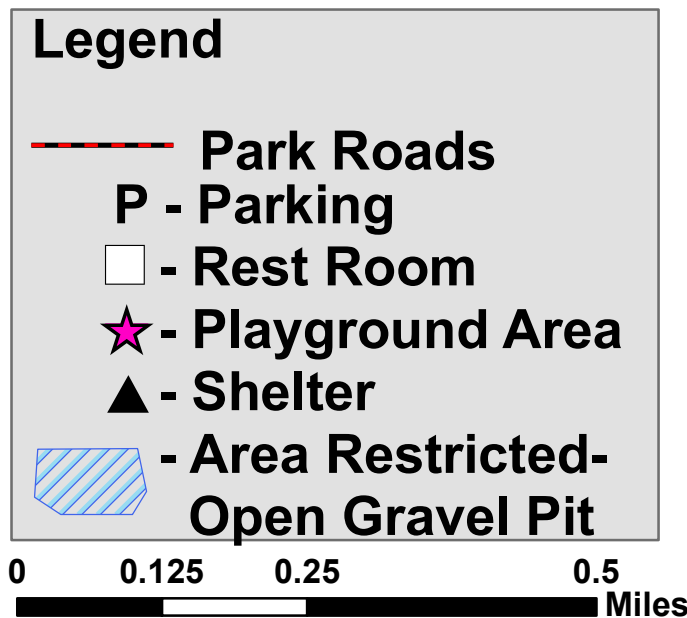 Legend
Park Roads
P - Parking
- Rest Room
- Playground Area
- Shelter
- Area Restricted-
Open Gravel Pit
0 0.125 0.25 0.5
Miles